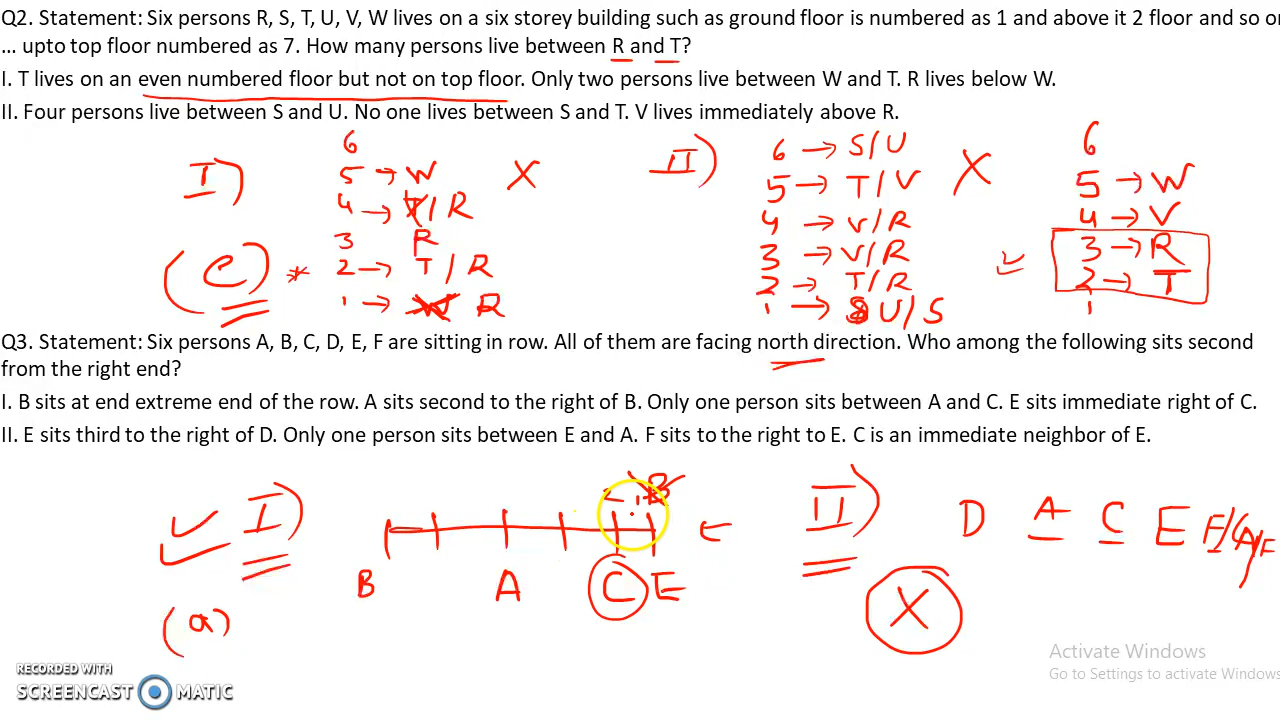 Q2. Statement: Six persons R, S, T, U, V, W lives on a six storey building such as ground floor is numbered as 1 and above it 2 floor and so on
... upto top floor numbered as 7. How many persons live between R and T?
I. T lives on an even numbered floor but not on top floor. Only two persons live between W and T. R lives below W.
II. Four persons live between S and U. No one lives between S and T. V lives immediately above R.
I)
6
5 → W
4 → T/R
3 R
2 → T/R
1 → W R
X
(C)
*
II)
6 → S/U
5 → T/V
4 → V/R
3 → V/R
2 → T/R
1 → U/S
X
6
5 → W
4 → V
3 → R
2 → T
1
Q3. Statement: Six persons A, B, C, D, E, F are sitting in row. All of them are facing north direction. Who among the following sits second
from the right end?
I. B sits at end extreme end of the row. A sits second to the right of B. Only one person sits between A and C. E sits immediate right of C.
II. E sits third to the right of D. Only one person sits between E and A. F sits to the right to E. C is an immediate neighbor of E.
I)
B A C E
(a)
II)
D A C E F/C A/F
X
Activate Windows
Go to Settings to activate Windows
RECORDED WITH
SCREENCAST MATIC